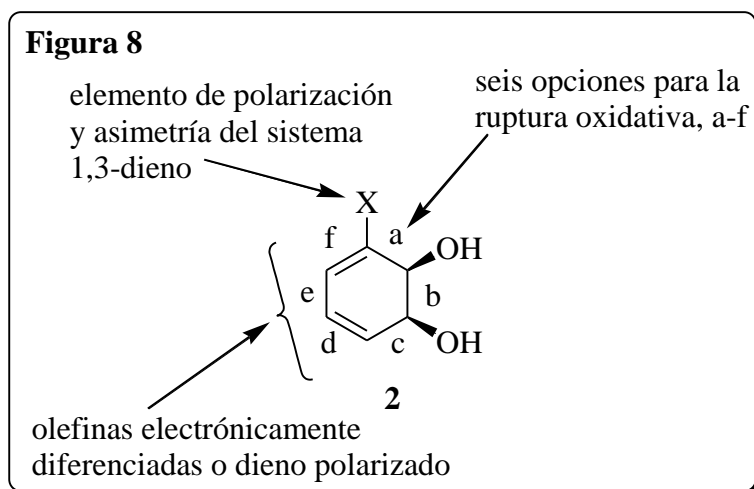 Figura 8
elemento de polarización
y asimetría del sistema
1,3-dieno
seis opciones para la
ruptura oxidativa, a-f
X
f
a
OH
e
b
d
c
OH
2
olefinas electrónicamente
diferenciadas o dieno polarizado